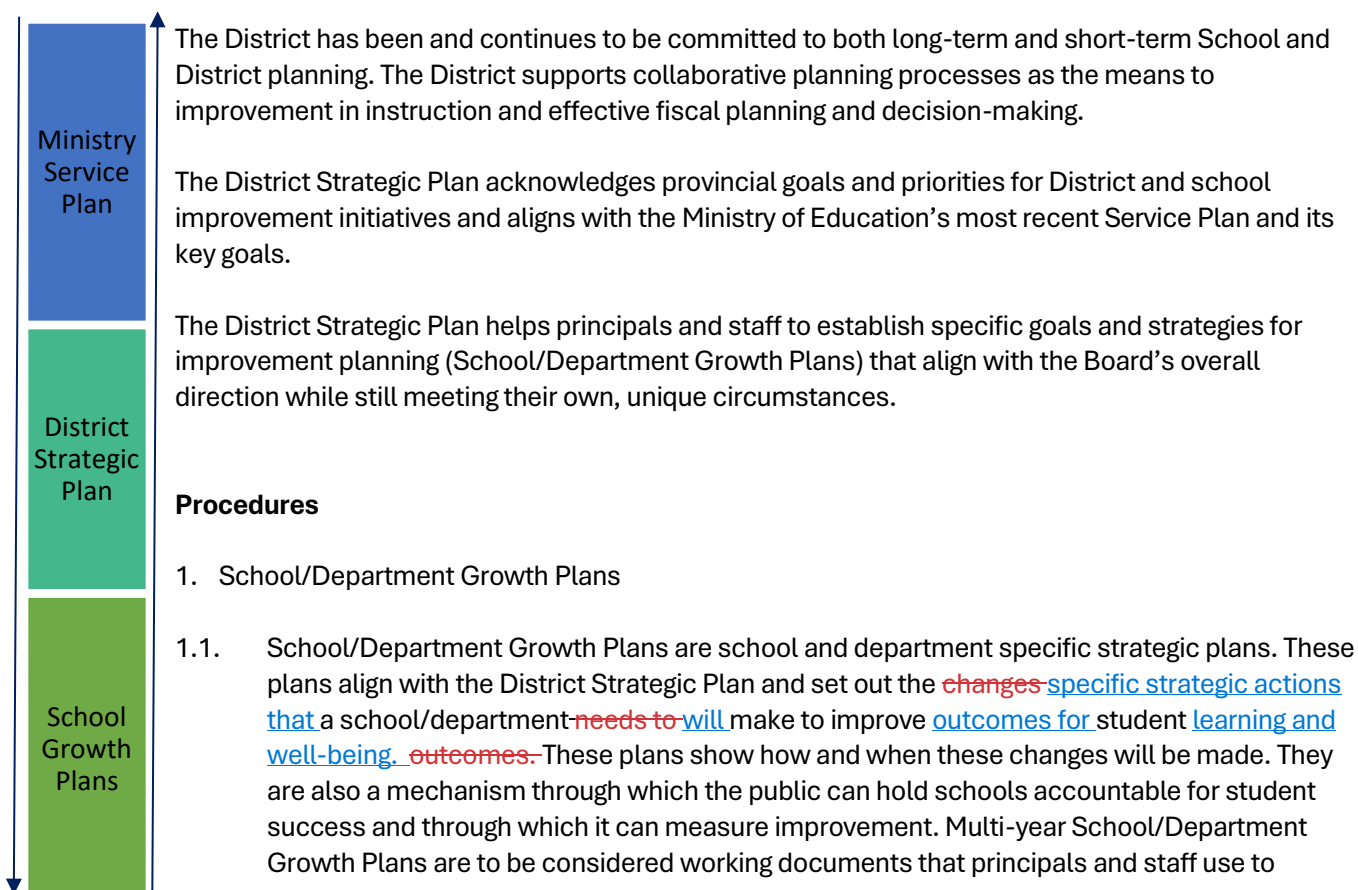 Ministry
Service
Plan
District
Strategic
Plan
School
Growth
Plans
The District has been and continues to be committed to both long-term and short-term School and
District planning. The District supports collaborative planning processes as the means to
improvement in instruction and effective fiscal planning and decision-making.
The District Strategic Plan acknowledges provincial goals and priorities for District and school
improvement initiatives and aligns with the Ministry of Education’s most recent Service Plan and its
key goals.
The District Strategic Plan helps principals and staff to establish specific goals and strategies for
improvement planning (School/Department Growth Plans) that align with the Board’s overall
direction while still meeting their own, unique circumstances.
Procedures
1. School/Department Growth Plans
1.1. School/Department Growth Plans are school and department specific strategic plans. These
plans align with the District Strategic Plan and set out the changes specific strategic actions
that a school/department needs to will make to improve outcomes for student learning and
well-being. outcomes. These plans show how and when these changes will be made. They
are also a mechanism through which the public can hold schools accountable for student
success and through which it can measure improvement. Multi-year School/Department
Growth Plans are to be considered working documents that principals and staff use to